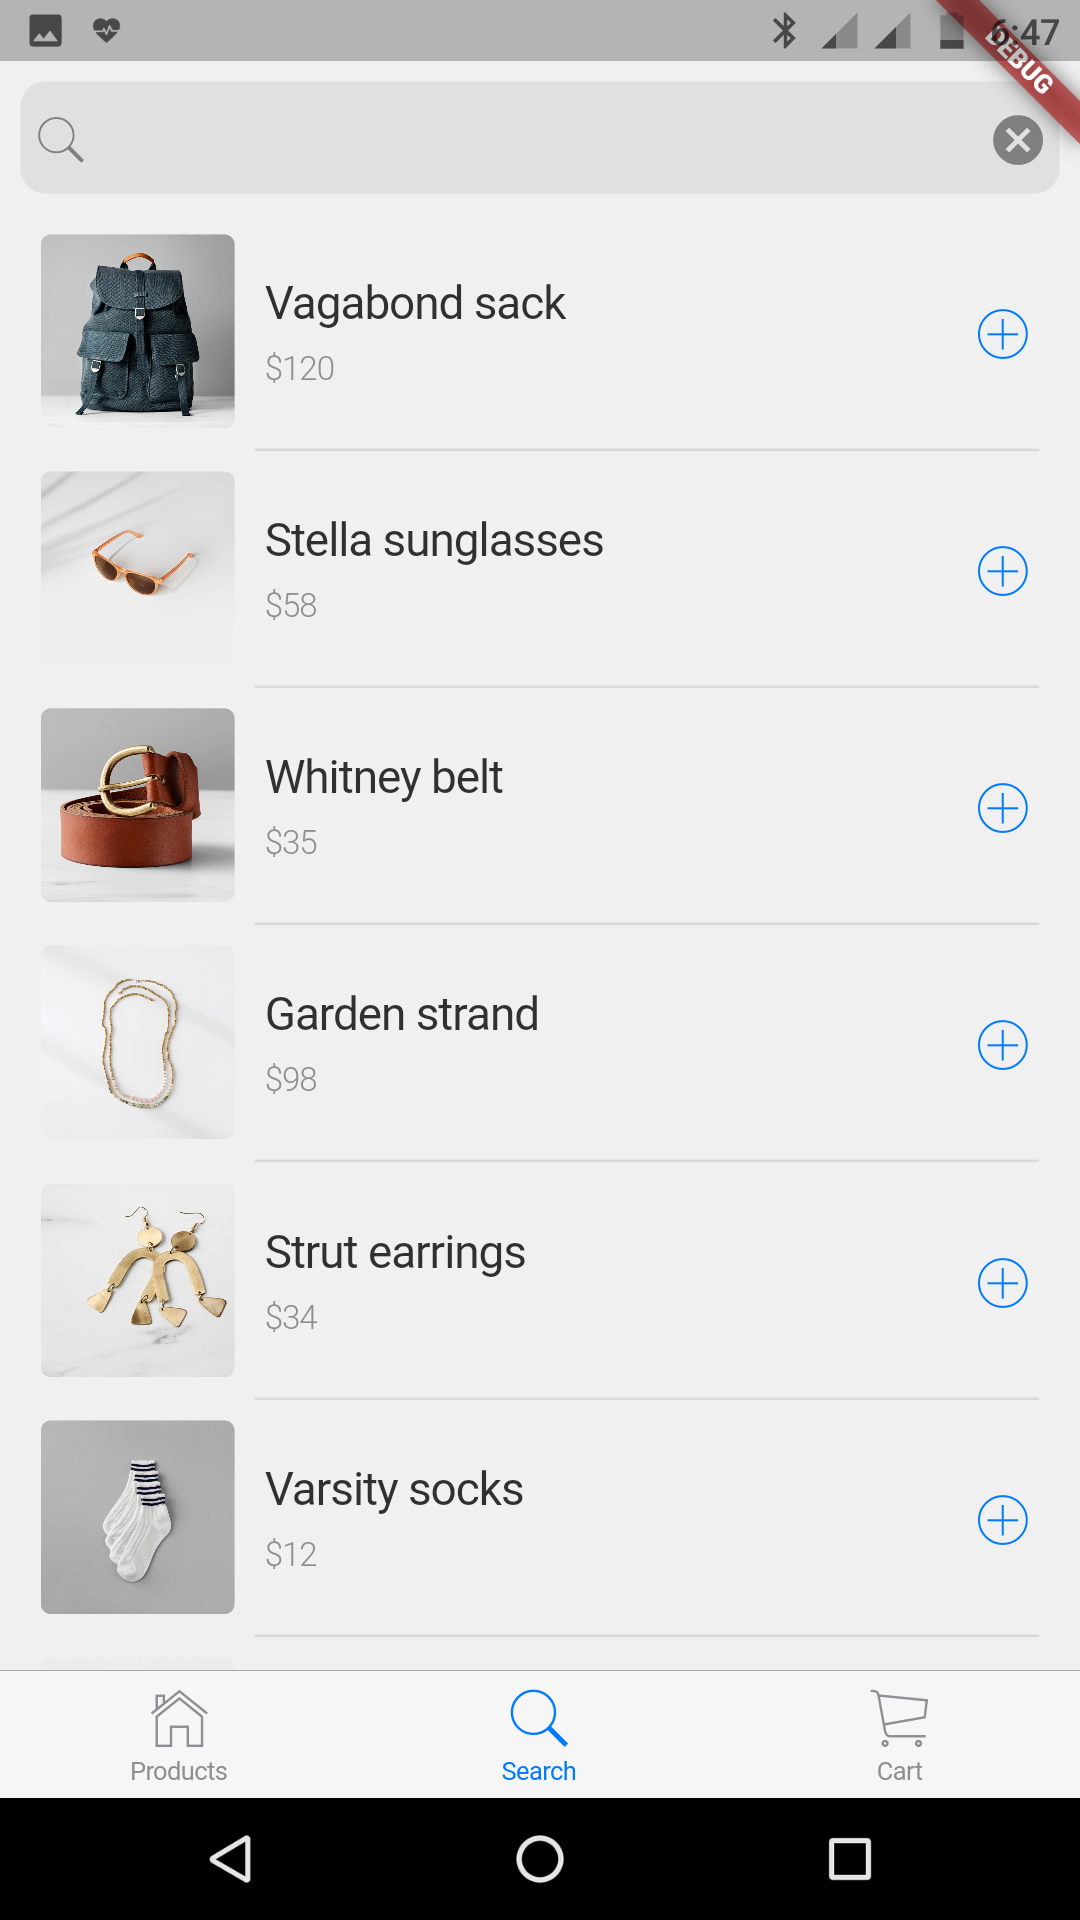 6:47
DEBUG
Vagabond sack
$120
Stella sunglasses
$58
Whitney belt
$35
Garden strand
$98
Strut earrings
$34
Varsity socks
$12
Products
Search
Cart